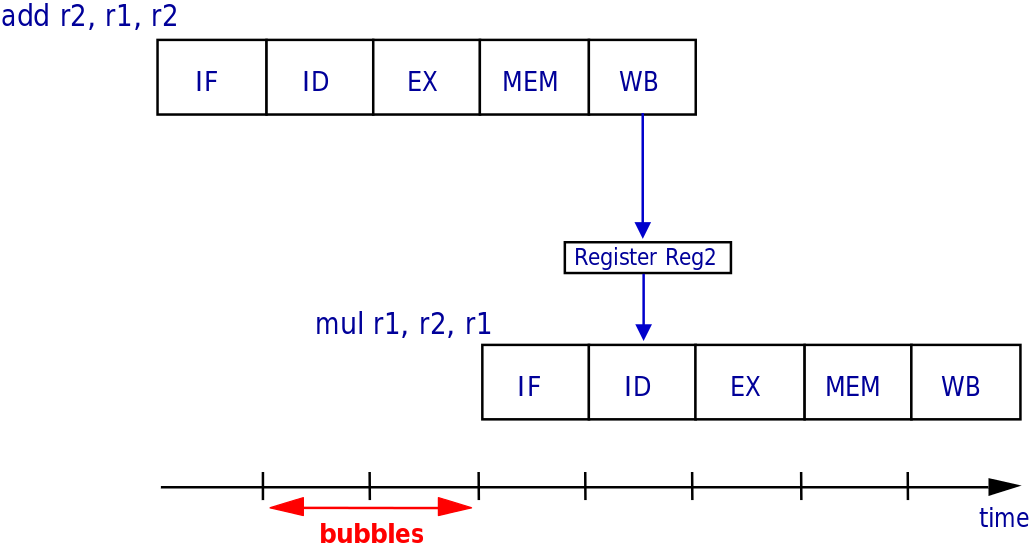 add r2, r1, r2
IF ID EX MEM WB
Register Reg2
mul r1, r2, r1
IF ID EX MEM WB
time
bubbles